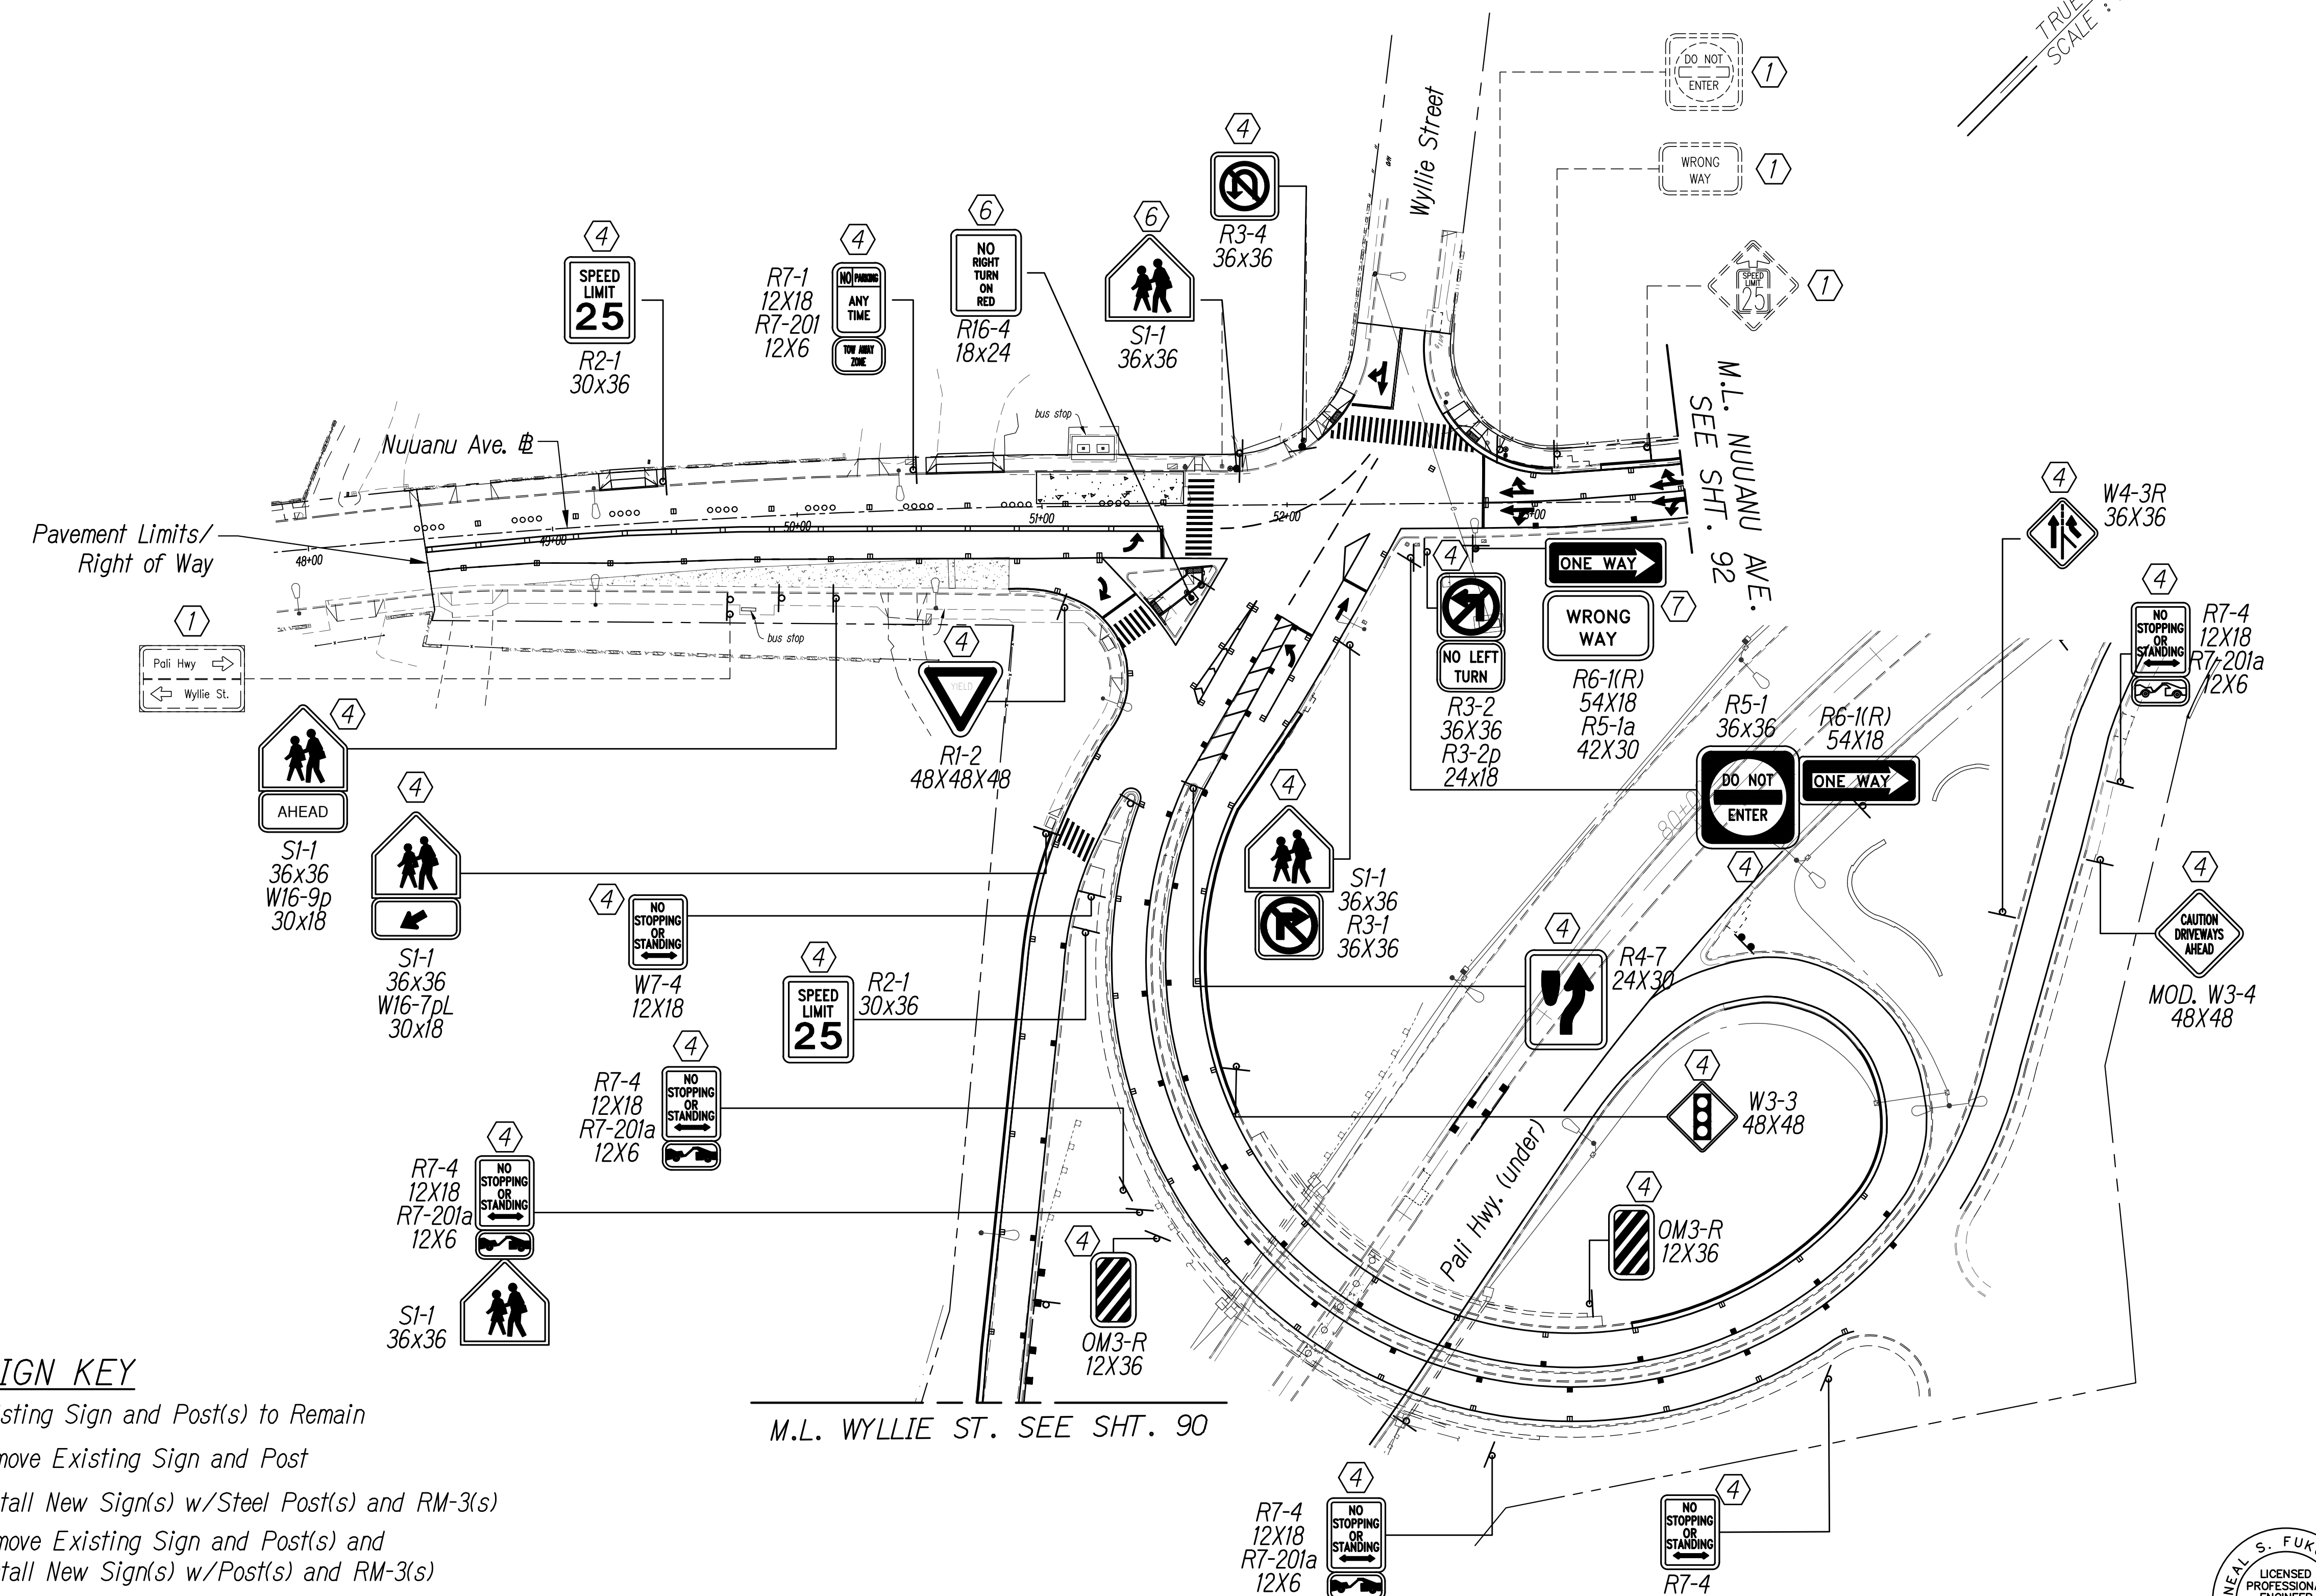 TRUE
SCALE :
DO NOT
ENTER
1
WRONG
WAY
1
SPEED
LIMIT
25
1
Wyllie Street
4
R3-4
36x36
4
SPEED
LIMIT
25
R2-1
30x36
4
R7-1
12X18
R7-201
12X6
NO PARKING
ANY
TIME
TOW AWAY
ZONE
6
NO
RIGHT
TURN
ON
RED
R16-4
18x24
6
S1-1
36x36
bus stop
Nuuanu Ave. BL
M.L. NUUANU AVE.
SEE SHT. 92
Pavement Limits/
Right of Way
48+00
49+00
50+00
51+00
52+00
bus stop
1
Pali Hwy
Wyllie St.
4
YIELD
R1-2
48X48X48
4
NO LEFT
TURN
R3-2
36X36
R3-2p
24x18
ONE WAY
WRONG
WAY
7
R6-1(R)
54X18
R5-1a
42X30
R5-1
36x36
DO NOT
ENTER
4
R6-1(R)
54X18
ONE WAY
4
W4-3R
36X36
4
NO
STOPPING
OR
STANDING
R7-4
12X18
R7-201a
12X6
4
AHEAD
S1-1
36x36
W16-9p
30x18
4
S1-1
36x36
W16-7pL
30x18
4
NO
STOPPING
OR
STANDING
W7-4
12X18
4
SPEED
LIMIT
25
R2-1
30x36
4
S1-1
36x36
R3-1
36X36
4
R4-7
24X30
4
CAUTION
DRIVEWAYS
AHEAD
MOD. W3-4
48X48
4
R7-4
12X18
R7-201a
12X6
NO
STOPPING
OR
STANDING
4
W3-3
48X48
4
R7-4
12X18
R7-201a
12X6
NO
STOPPING
OR
STANDING
S1-1
36x36
4
OM3-R
12X36
Pali Hwy. (under)
4
OM3-R
12X36
M.L. WYLLIE ST. SEE SHT. 90
IGN KEY
isting Sign and Post(s) to Remain
move Existing Sign and Post
tall New Sign(s) w/Steel Post(s) and RM-3(s)
move Existing Sign and Post(s) and
tall New Sign(s) w/Post(s) and RM-3(s)
4
R7-4
12X18
R7-201a
12X6
NO
STOPPING
OR
STANDING
4
NO
STOPPING
OR
STANDING
R7-4
NEAL S. FUK
LICENSED
PROFESSION
ENGINEER